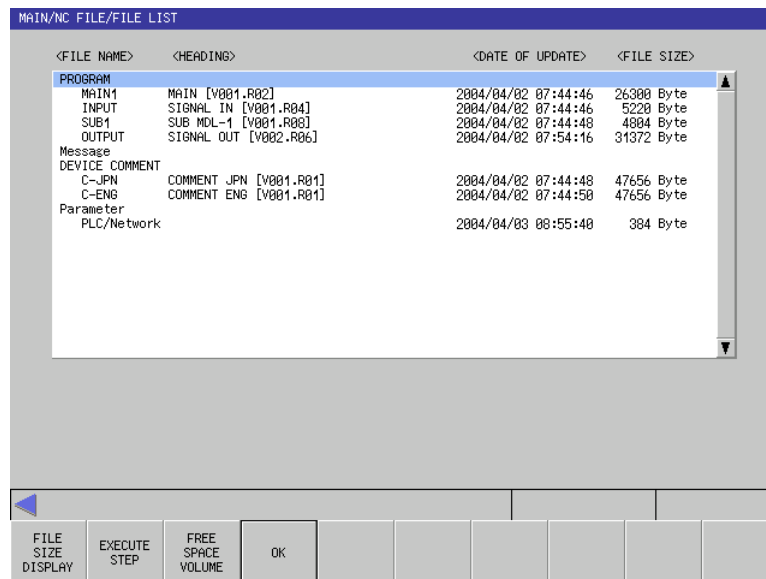 MAIN/NC FILE/FILE LIST
<FILE NAME> <HEADING> <DATE OF UPDATE> <FILE SIZE>
PROGRAM
MAIN1 MAIN [V001.R02] 2004/04/02 07:44:46 26300 Byte
INPUT SIGNAL IN [V001.R04] 2004/04/02 07:44:46 5220 Byte
SUB1 SUB MDL-1 [V001.R08] 2004/04/02 07:44:48 4804 Byte
OUTPUT SIGNAL OUT [V002.R06] 2004/04/02 07:54:16 31372 Byte
Message
DEVICE COMMENT
C-JPN COMMENT JPN [V001.R01] 2004/04/02 07:44:48 47656 Byte
C-ENG COMMENT ENG [V001.R01] 2004/04/02 07:44:50 47656 Byte
Parameter
PLC/Network 2004/04/03 08:55:40 384 Byte
FILE
SIZE
DISPLAY
EXECUTE
STEP
FREE
SPACE
VOLUME
OK